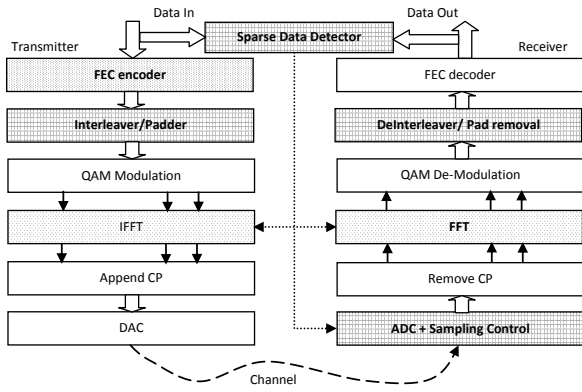 Data In
Data Out
Transmitter
Sparse Data Detector
Receiver
FEC encoder
FEC decoder
Interleaver/Padder
DeInterleaver/ Pad removal
QAM Modulation
QAM De-Modulation
IFFT
FFT
Append CP
Remove CP
DAC
ADC + Sampling Control
Channel